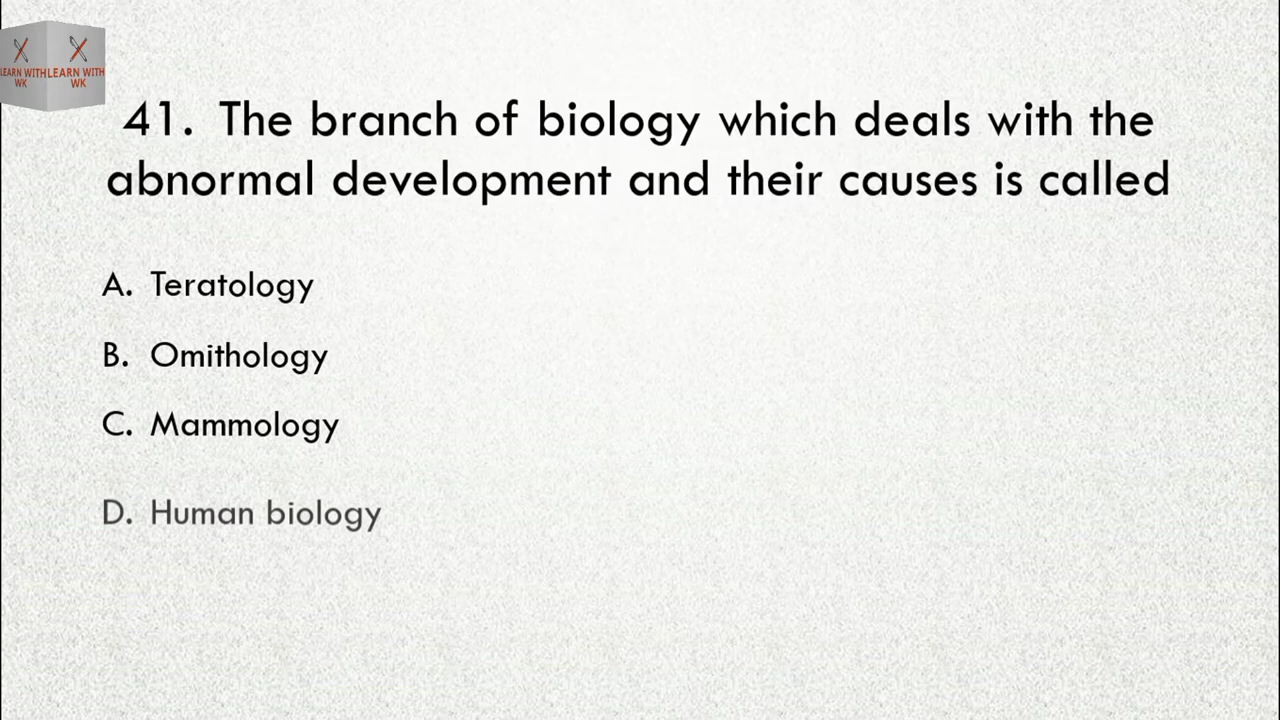 LEARN WITH
WK
LEARN WITH
WK
41. The branch of biology which deals with the
abnormal development and their causes is called
A. Teratology
B. Omithology
C. Mammology
D. Human biology